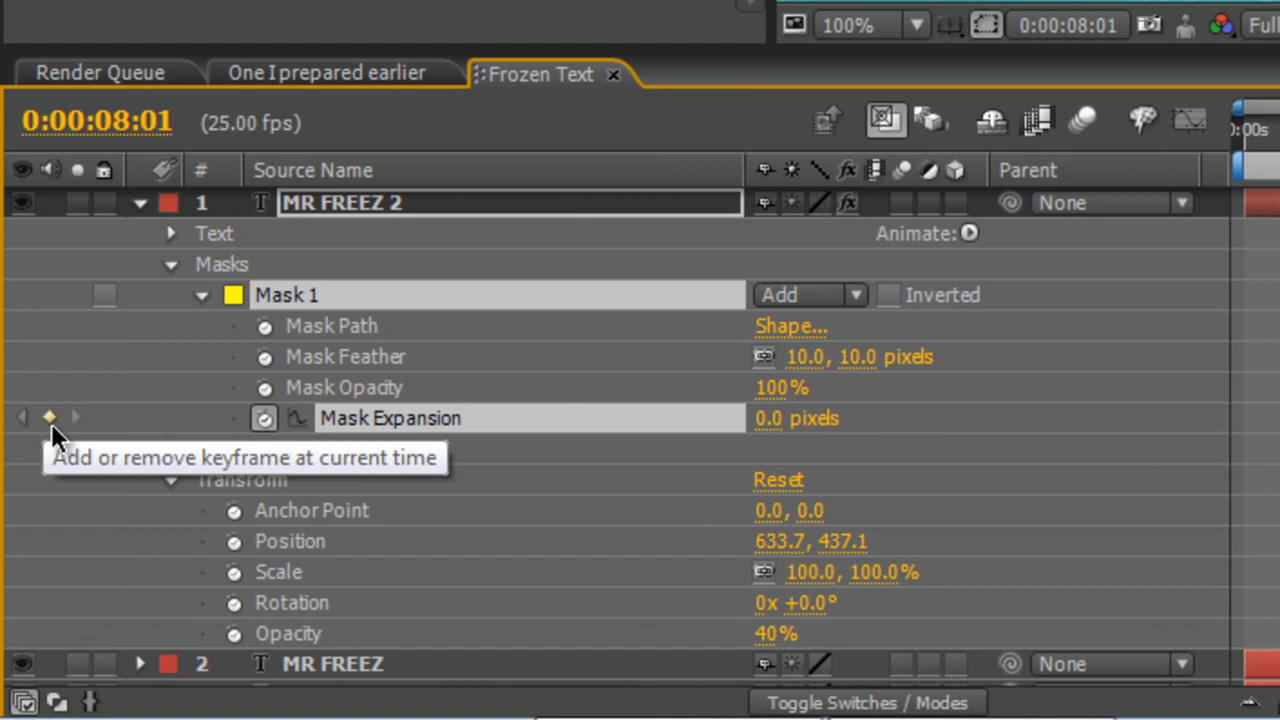 100% 0:00:08:01 Full
Render Queue One I prepared earlier Frozen Text
0:00:08:01 (25.00 fps) 0:00s
# Source Name fx Parent
1 T MR FREEZ 2 fx None
Text Animate:
Masks
Mask 1 Add Inverted
Mask Path Shape...
Mask Feather 10.0, 10.0 pixels
Mask Opacity 100%
Mask Expansion 0.0 pixels
Add or remove keyframe at current time
Transform Reset
Anchor Point 0.0, 0.0
Position 633.7, 437.1
Scale 100.0, 100.0%
Rotation 0x +0.0°
Opacity 40%
2 T MR FREEZ None
Toggle Switches / Modes